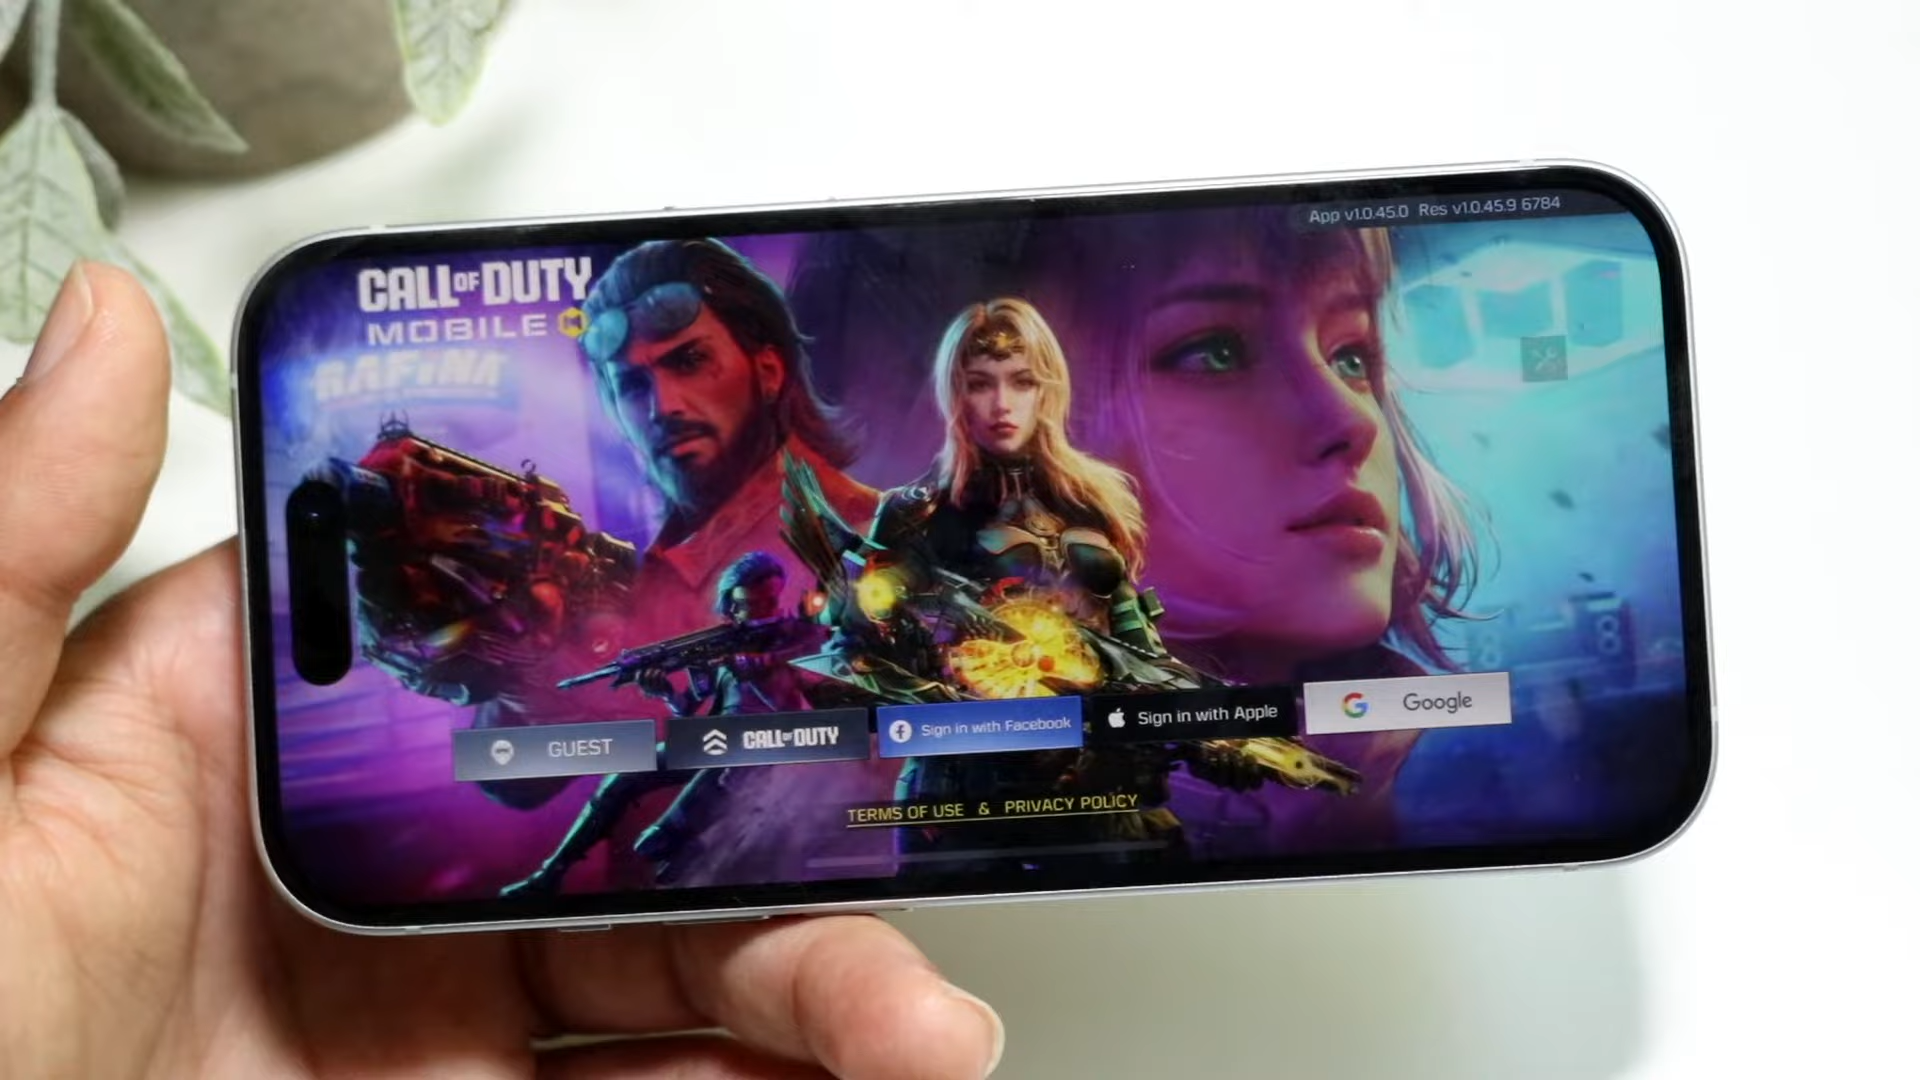 App v1.0.45.0 Res v1.0.45.9 6784
CALL OF DUTY
MOBILE
GUEST
CALL OF DUTY
Sign in with Facebook
Sign in with Apple
Google
TERMS OF USE & PRIVACY POLICY